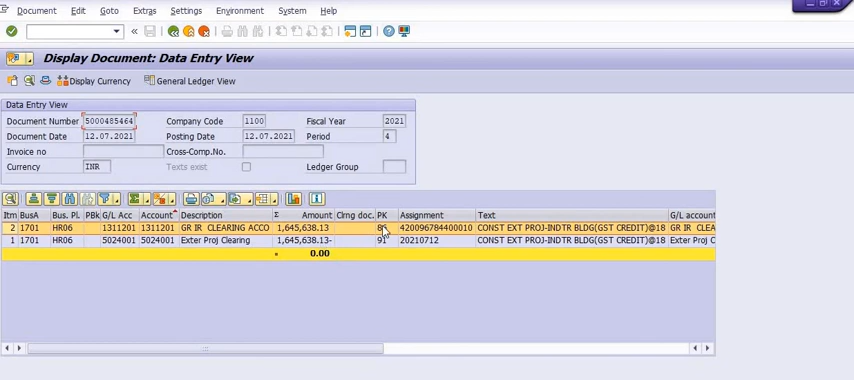 Document Edit Goto Extras Settings Environment System Help
Display Document: Data Entry View
Display Currency General Ledger View
Data Entry View
Document Number 5000485464 Company Code 1100 Fiscal Year 2021
Document Date 12.07.2021 Posting Date 12.07.2021 Period 4
Invoice no Cross-Comp.No.
Currency INR Texts exist Ledger Group
Itm BusA Bus. Pl. PBk G/L Acc Account Description Σ Amount Clrng doc. PK Assignment Text G/L account
2 1701 HR06 1311201 1311201 GR IR CLEARING ACCO 1,645,638.13 420096784400010 CONST EXT PROJ-INDTR BLDG(GST CREDIT)@18 GR IR CLEA
1 1701 HR06 5024001 5024001 Exter Proj Clearing 1,645,638.13- 91 20210712 CONST EXT PROJ-INDTR BLDG(GST CREDIT)@18 Exter Proj C
0.00